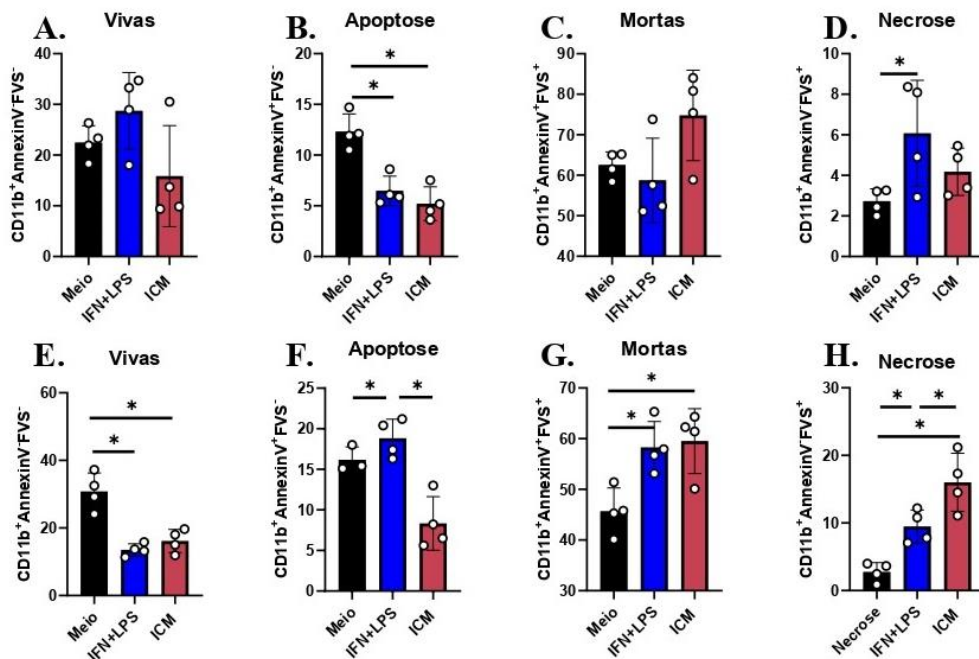 A.
Vivas
CD11b+AnnexinV-FVS-
40
30
20
10
0
Meio
IFN+LPS
ICM
B.
Apoptose
CD11b+AnnexinV+FVS-
20
15
10
5
0
*
*
Meio
IFN+LPS
ICM
C.
Mortas
CD11b+AnnexinV+FVS+
90
80
70
60
50
40
Meio
IFN+LPS
ICM
D.
Necrose
CD11b+AnnexinV-FVS+
10
8
6
4
2
0
*
Meio
IFN+LPS
ICM
E.
Vivas
CD11b+AnnexinV-FVS-
60
40
20
0
*
*
Meio
IFN+LPS
ICM
F.
Apoptose
CD11b+AnnexinV+FVS-
25
20
15
10
5
0
* *
Meio
IFN+LPS
ICM
G.
Mortas
CD11b+AnnexinV+FVS+
70
60
50
40
30
*
*
Meio
IFN+LPS
ICM
H.
Necrose
CD11b+AnnexinV-FVS+
30
20
10
0
* *
*
Necrose
IFN+LPS
ICM